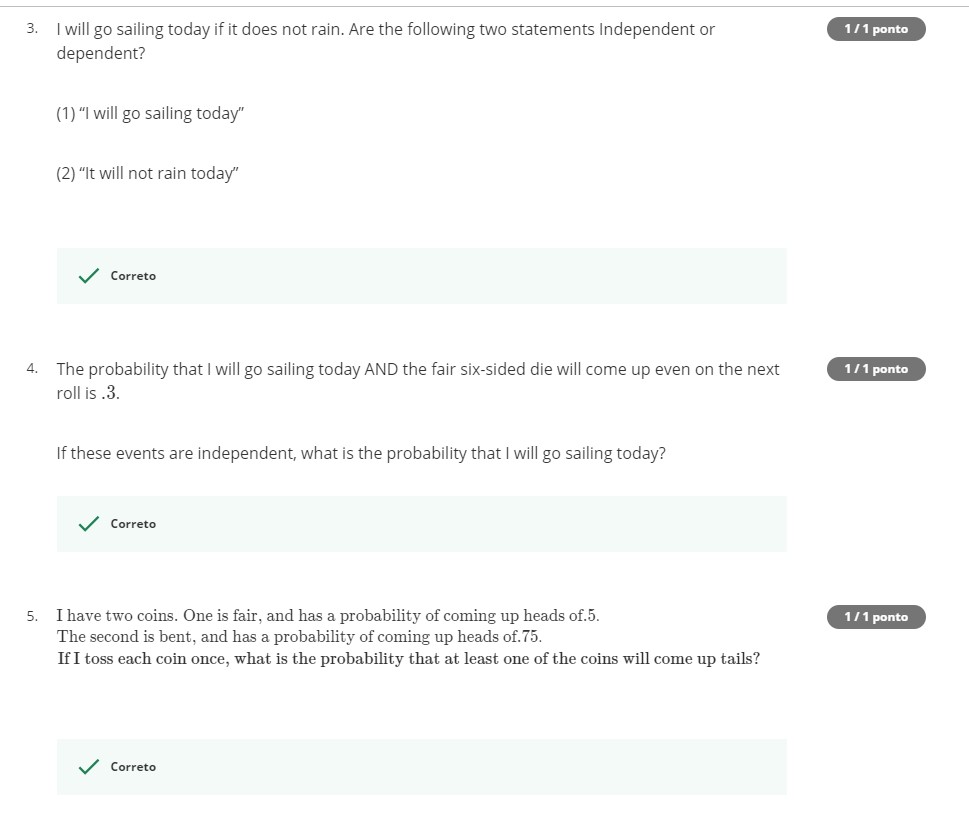 3. I will go sailing today if it does not rain. Are the following two statements Independent or 1 / 1 ponto
dependent?
(1) “I will go sailing today”
(2) “It will not rain today”
Correto
4. The probability that I will go sailing today AND the fair six-sided die will come up even on the next 1 / 1 ponto
roll is .3.
If these events are independent, what is the probability that I will go sailing today?
Correto
5. I have two coins. One is fair, and has a probability of coming up heads of.5. 1 / 1 ponto
The second is bent, and has a probability of coming up heads of.75.
If I toss each coin once, what is the probability that at least one of the coins will come up tails?
Correto